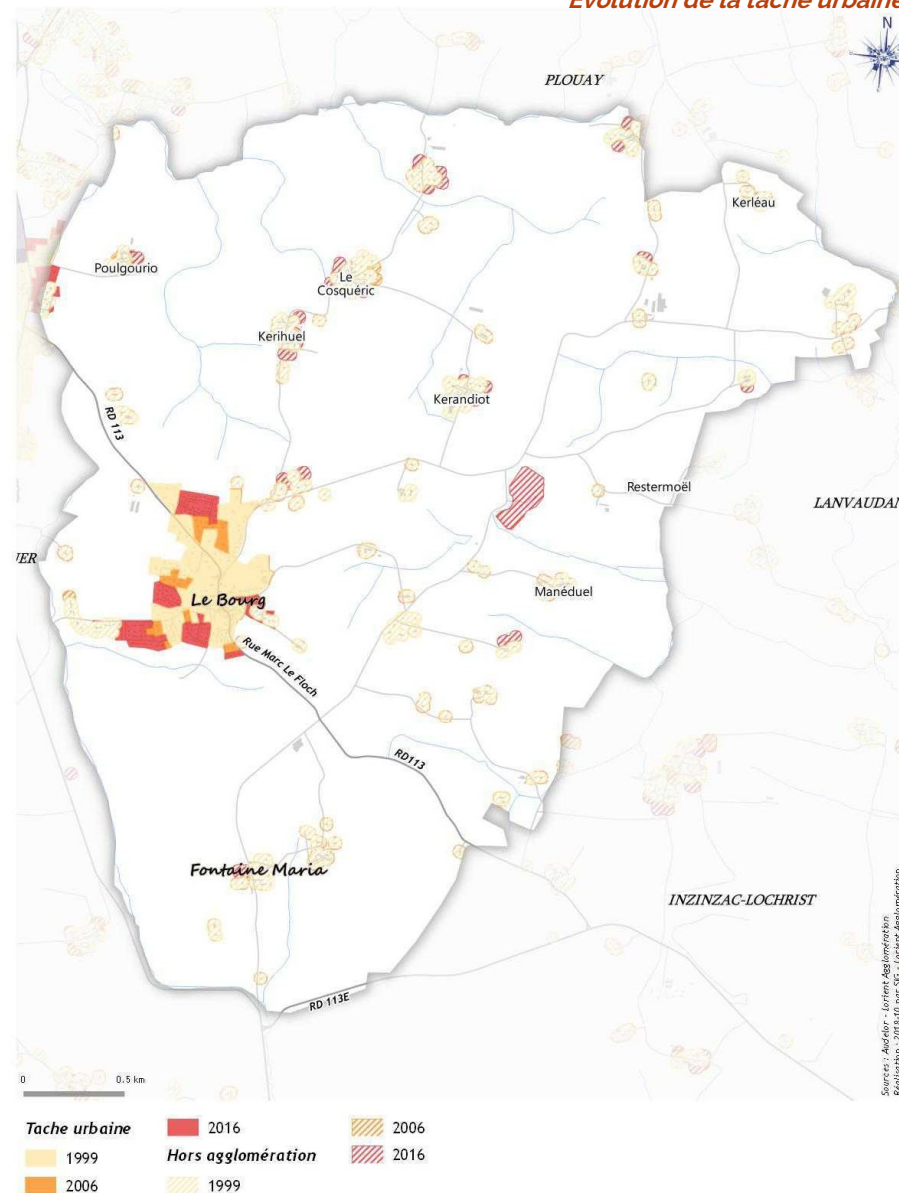 Evolution de la tache urbaine
N
PLOUAY
Kerléau
Poulgourio
Le
Cosquéric
Kerihuel
Kerandiot
RD 113
Restermoël
LANVAUDAN
Manéduel
Le Bourg
Rue Marc Le Floch
RD113
Fontaine Maria
INZINZAC-LOCHRIST
RD 113E
Sources : Audélor - Lorient Agglomération
0
0.5 km
Tache urbaine
1999
2006
2016
Hors agglomération
1999
2006
2016